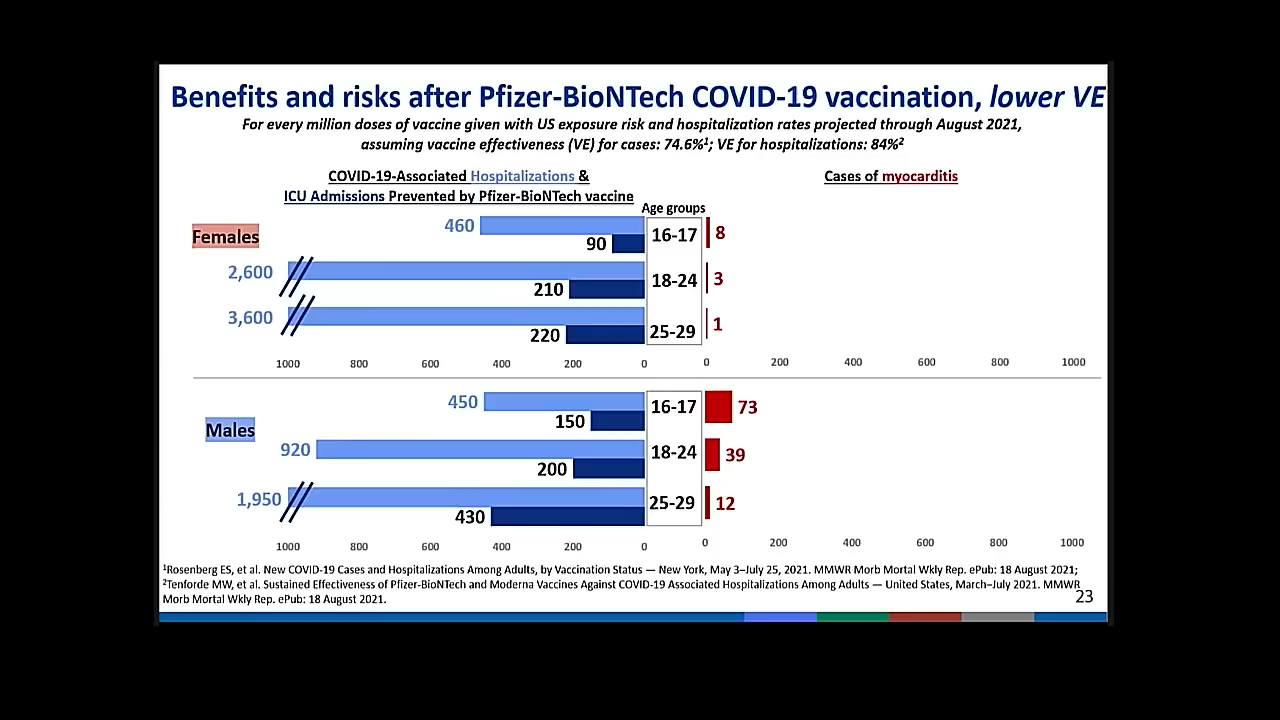 Benefits and risks after Pfizer-BioNTech COVID-19 vaccination, lower VE
For every million doses of vaccine given with US exposure risk and hospitalization rates projected through August 2021,
assuming vaccine effectiveness (VE) for cases: 74.6%¹; VE for hospitalizations: 84%²
COVID-19-Associated Hospitalizations &
ICU Admissions Prevented by Pfizer-BioNTech vaccine
Cases of myocarditis
Age groups
Females
460
90
16-17
8
2,600
210
18-24
3
3,600
220
25-29
1
1000 800 600 400 200 0
0 200 400 600 800 1000
Males
450
150
16-17
73
920
200
18-24
39
1,950
430
25-29
12
1000 800 600 400 200 0
0 200 400 600 800 1000
¹Rosenberg ES, et al. New COVID-19 Cases and Hospitalizations Among Adults, by Vaccination Status — New York, May 3–July 25, 2021. MMWR Morb Mortal Wkly Rep. ePub: 18 August 2021;
²Tenforde MW, et al. Sustained Effectiveness of Pfizer-BioNTech and Moderna Vaccines Against COVID-19 Associated Hospitalizations Among Adults — United States, March–July 2021. MMWR
Morb Mortal Wkly Rep. ePub: 18 August 2021.
23